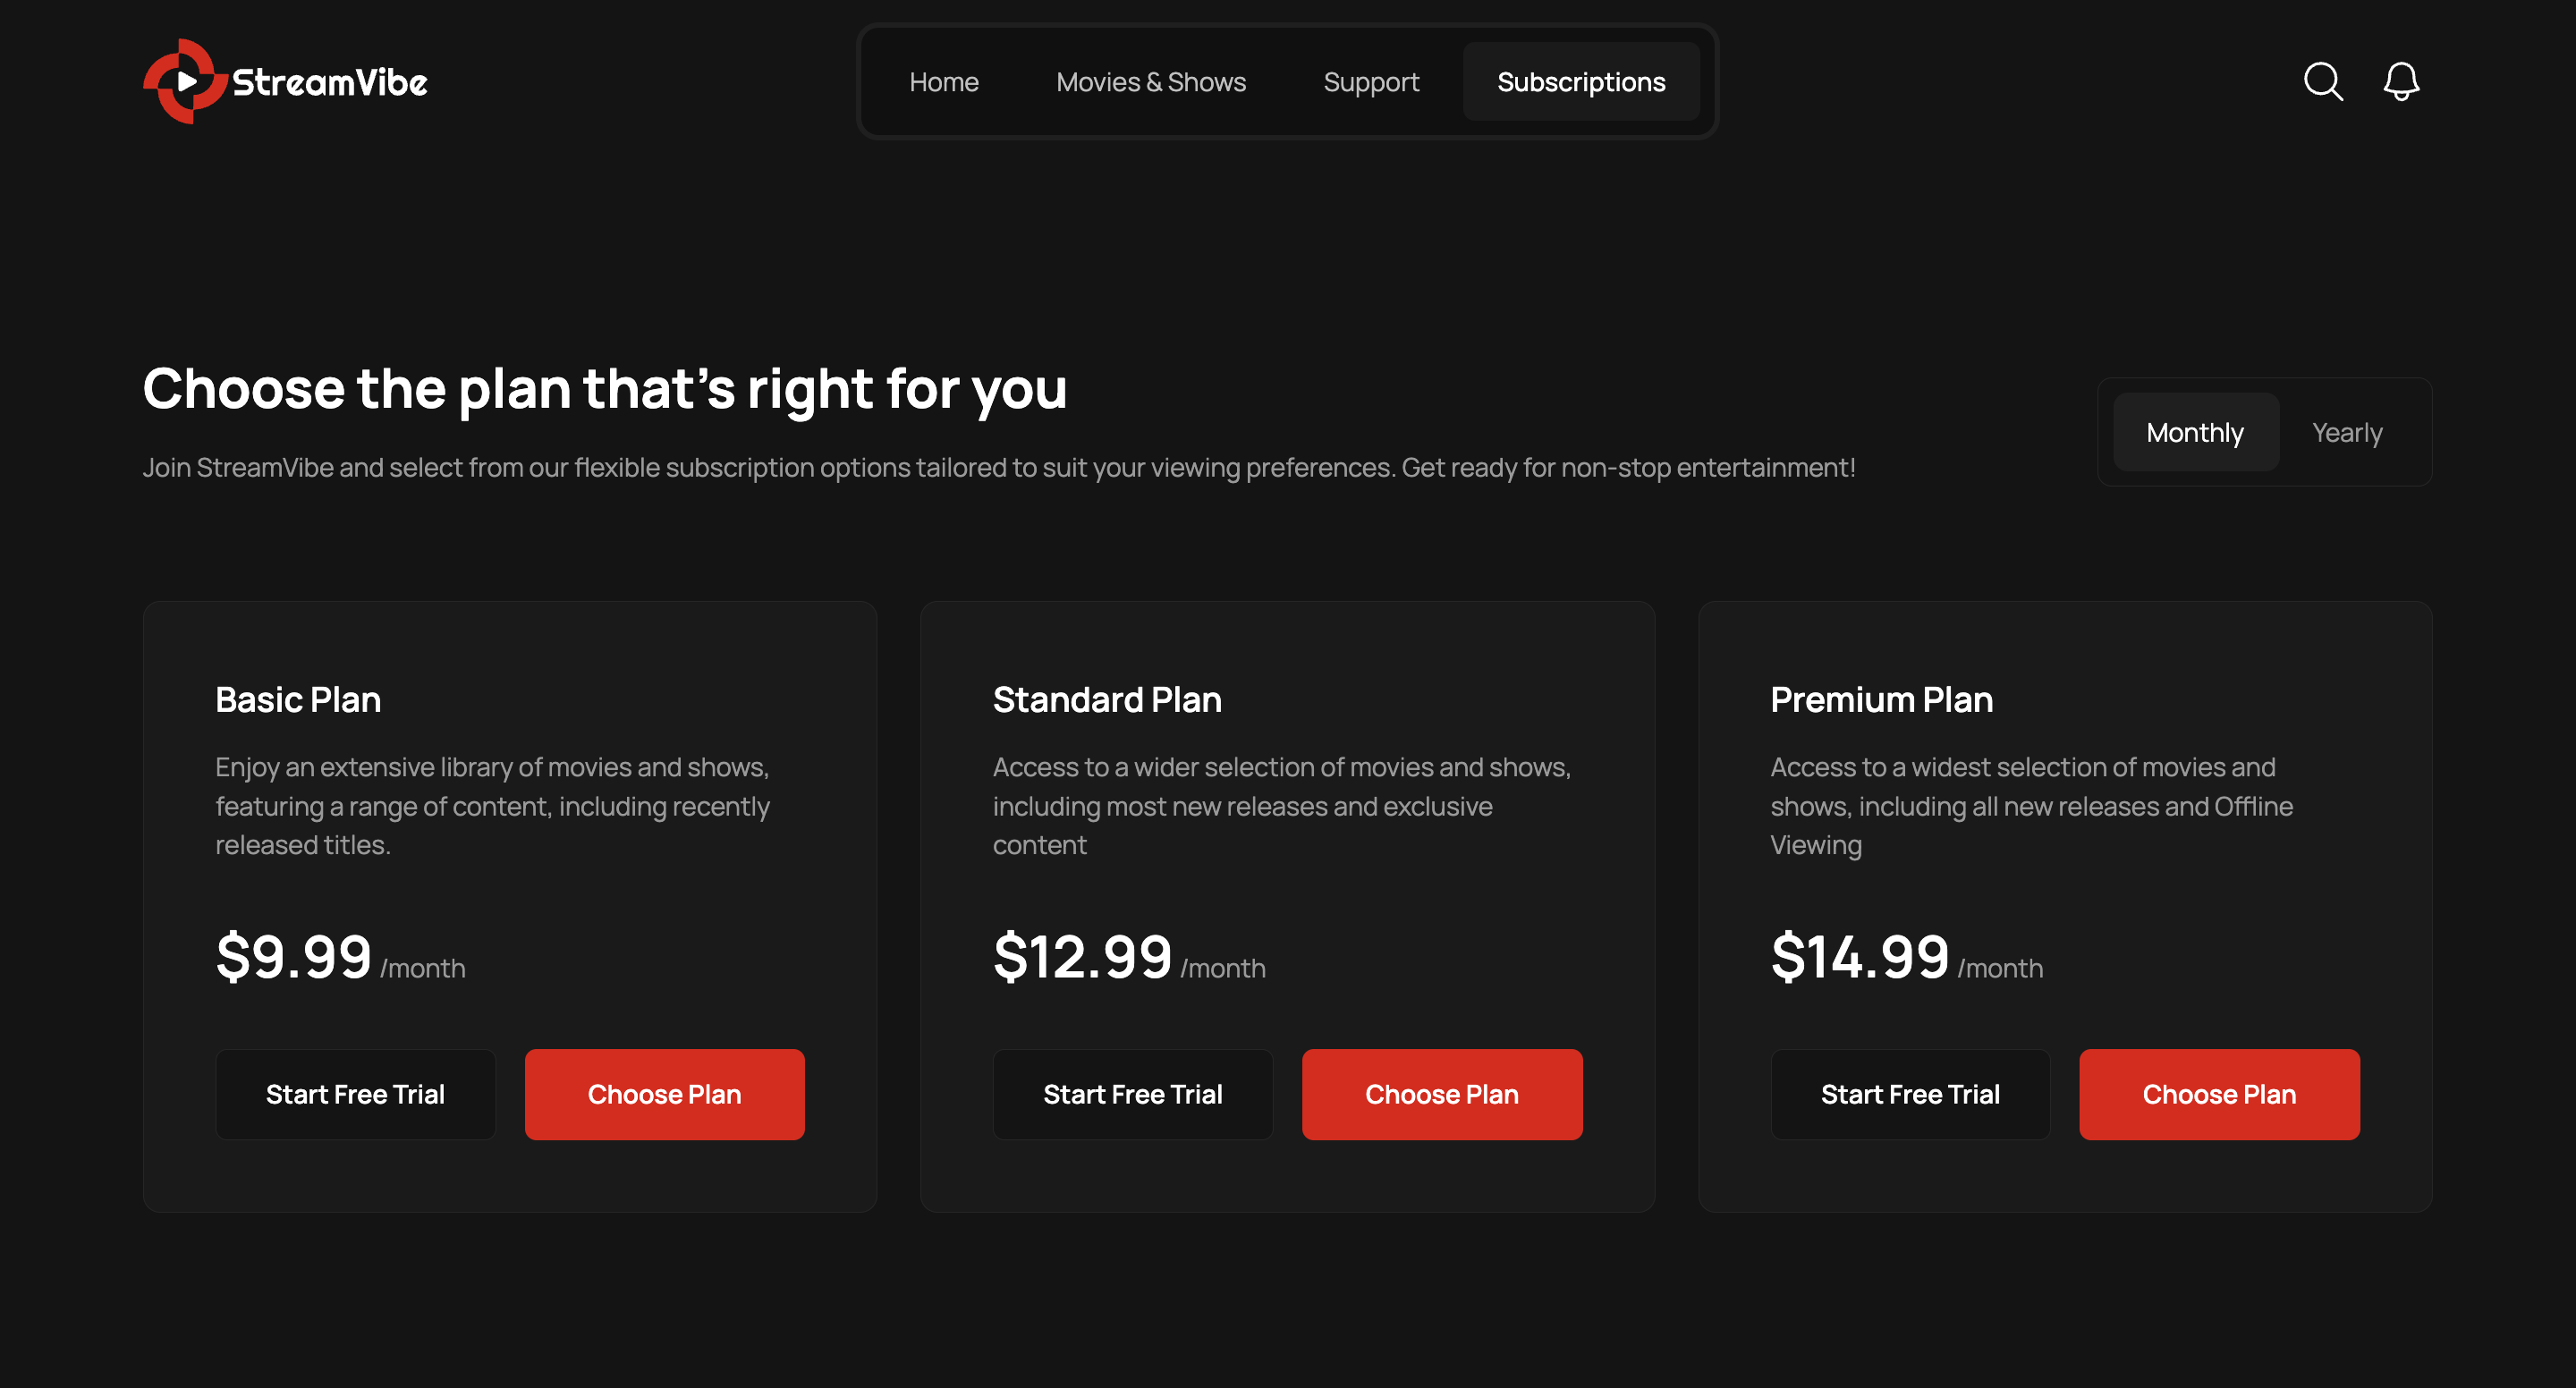 StreamVibe
Home
Movies & Shows
Support
Subscriptions
Choose the plan that's right for you
Join StreamVibe and select from our flexible subscription options tailored to suit your viewing preferences. Get ready for non-stop entertainment!
Monthly
Yearly
Basic Plan
Enjoy an extensive library of movies and shows,
featuring a range of content, including recently
released titles.
$9.99 /month
Start Free Trial
Choose Plan
Standard Plan
Access to a wider selection of movies and shows,
including most new releases and exclusive
content
$12.99 /month
Start Free Trial
Choose Plan
Premium Plan
Access to a widest selection of movies and
shows, including all new releases and Offline
Viewing
$14.99 /month
Start Free Trial
Choose Plan